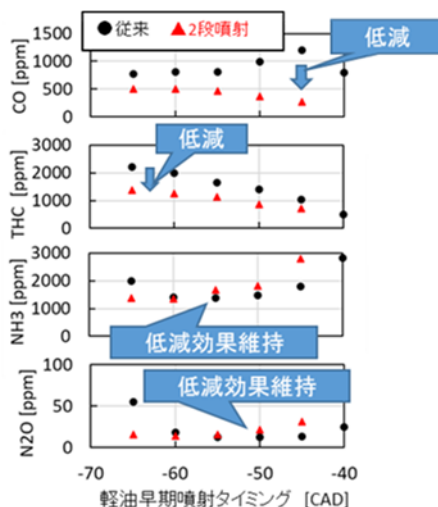 ● 従来 ▲ 2段噴射
CO [ppm]
1500
1000
500
0
低減
THC [ppm]
3000
2000
1000
0
低減
NH3 [ppm]
3000
2000
1000
0
低減効果維持
N2O [ppm]
100
50
0
低減効果維持
-70 -60 -50 -40
軽油早期噴射タイミング [CAD]